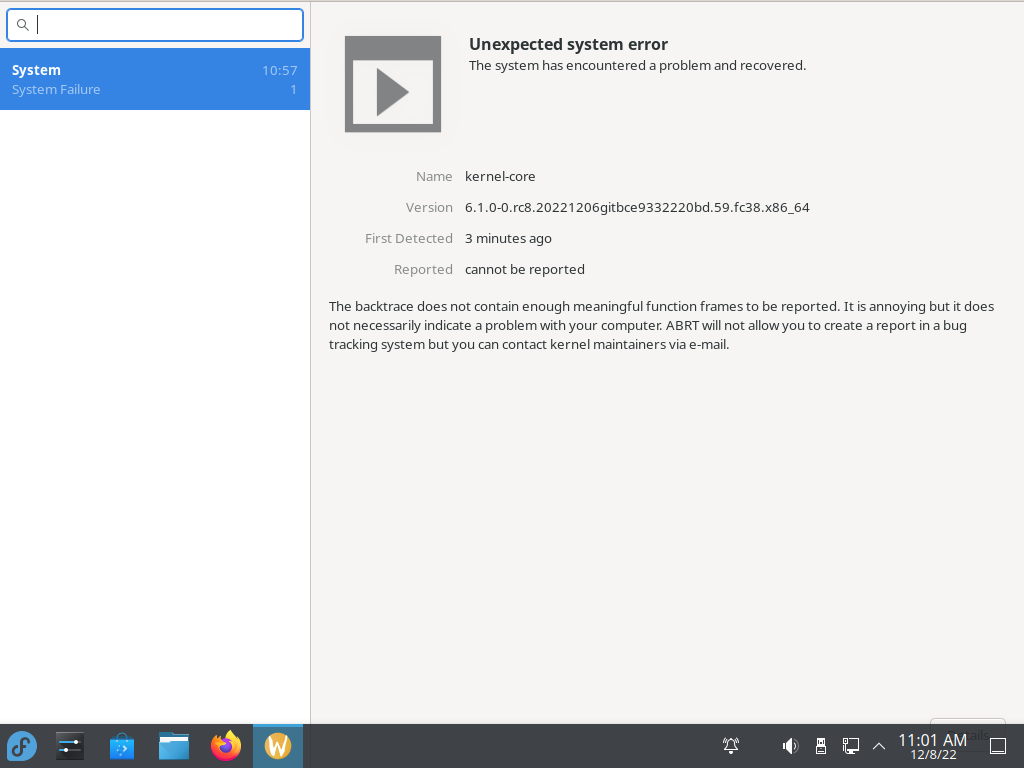 System 10:57
System Failure 1
Unexpected system error
The system has encountered a problem and recovered.
Name kernel-core
Version 6.1.0-0.rc8.20221206gitbce9332220bd.59.fc38.x86_64
First Detected 3 minutes ago
Reported cannot be reported
The backtrace does not contain enough meaningful function frames to be reported. It is annoying but it does
not necessarily indicate a problem with your computer. ABRT will not allow you to create a report in a bug
tracking system but you can contact kernel maintainers via e-mail.
W
11:01 AM
12/8/22